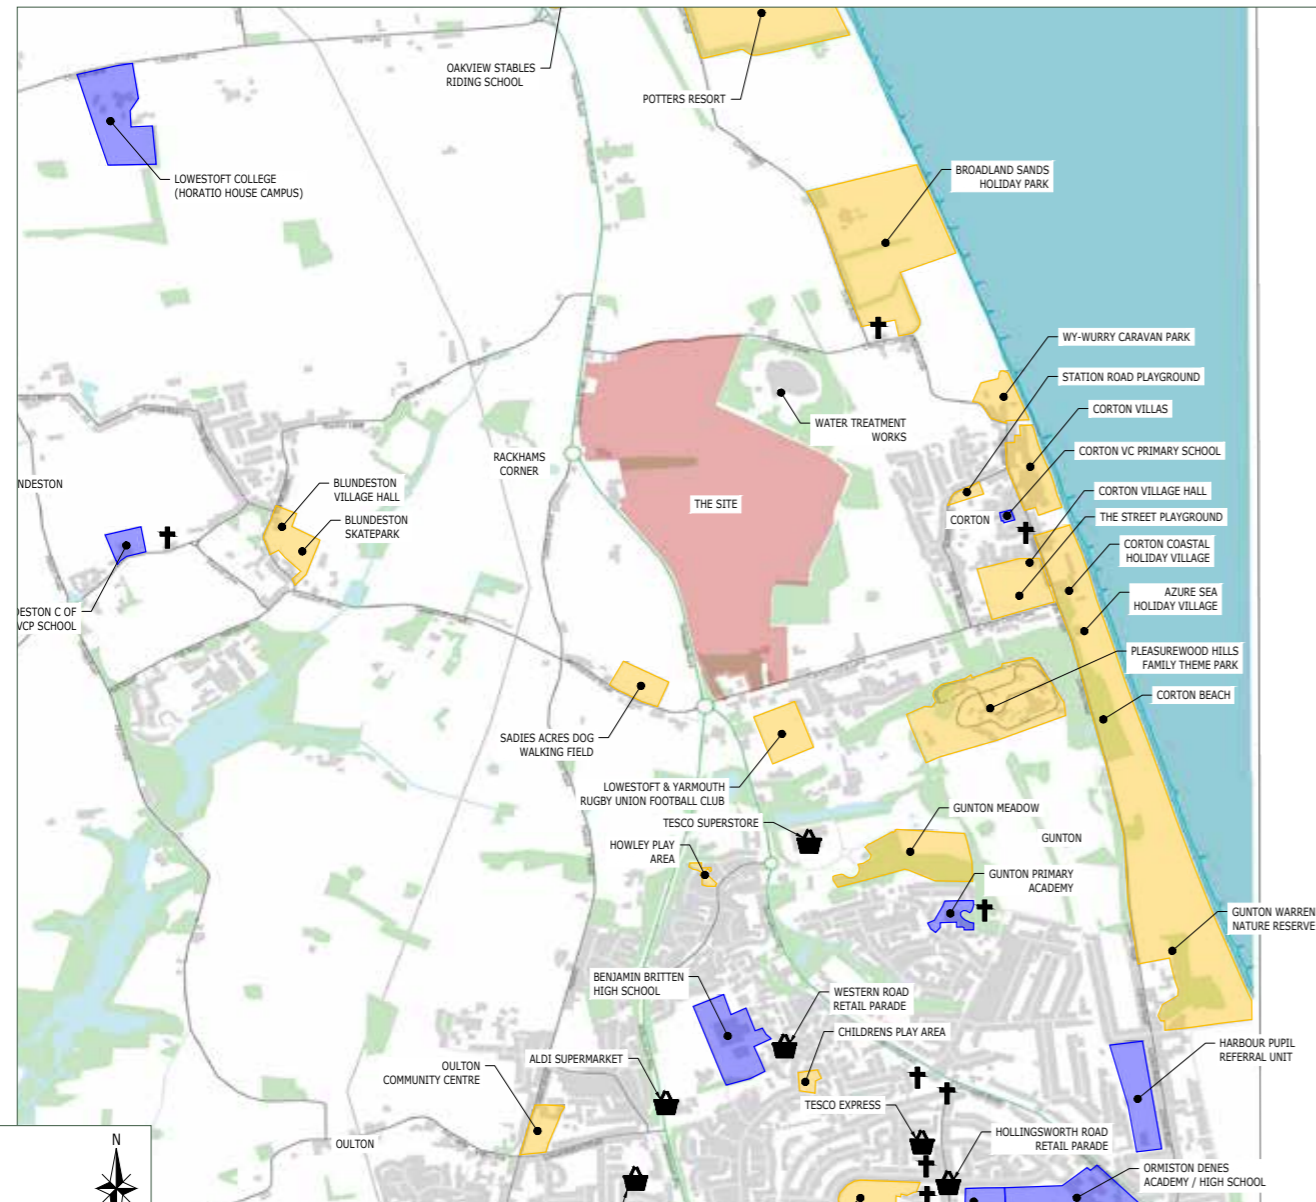 OAKVIEW STABLES
RIDING SCHOOL
POTTERS RESORT
LOWESTOFT COLLEGE
(HORATIO HOUSE CAMPUS)
BROADLAND SANDS
HOLIDAY PARK
WY-WURRY CARAVAN PARK
STATION ROAD PLAYGROUND
CORTON VILLAS
WATER TREATMENT
WORKS
CORTON VC PRIMARY SCHOOL
RACKHAMS
CORNER
NDESTON
BLUNDESTON
VILLAGE HALL
CORTON VILLAGE HALL
THE SITE
THE STREET PLAYGROUND
BLUNDESTON
SKATEPARK
CORTON
CORTON COASTAL
HOLIDAY VILLAGE
AZURE SEA
HOLIDAY VILLAGE
DESTON C OF
VCP SCHOOL
PLEASUREWOOD HILLS
FAMILY THEME PARK
CORTON BEACH
SADIES ACRES DOG
WALKING FIELD
LOWESTOFT & YARMOUTH
RUGBY UNION FOOTBALL CLUB
GUNTON MEADOW
TESCO SUPERSTORE
GUNTON
HOWLEY PLAY
AREA
GUNTON PRIMARY
ACADEMY
GUNTON WARREN
NATURE RESERVE
BENJAMIN BRITTEN
HIGH SCHOOL
WESTERN ROAD
RETAIL PARADE
CHILDRENS PLAY AREA
HARBOUR PUPIL
REFERRAL UNIT
ALDI SUPERMARKET
OULTON
COMMUNITY CENTRE
TESCO EXPRESS
HOLLINGSWORTH ROAD
RETAIL PARADE
OULTON
N
ORMISTON DENES
ACADEMY / HIGH SCHOOL